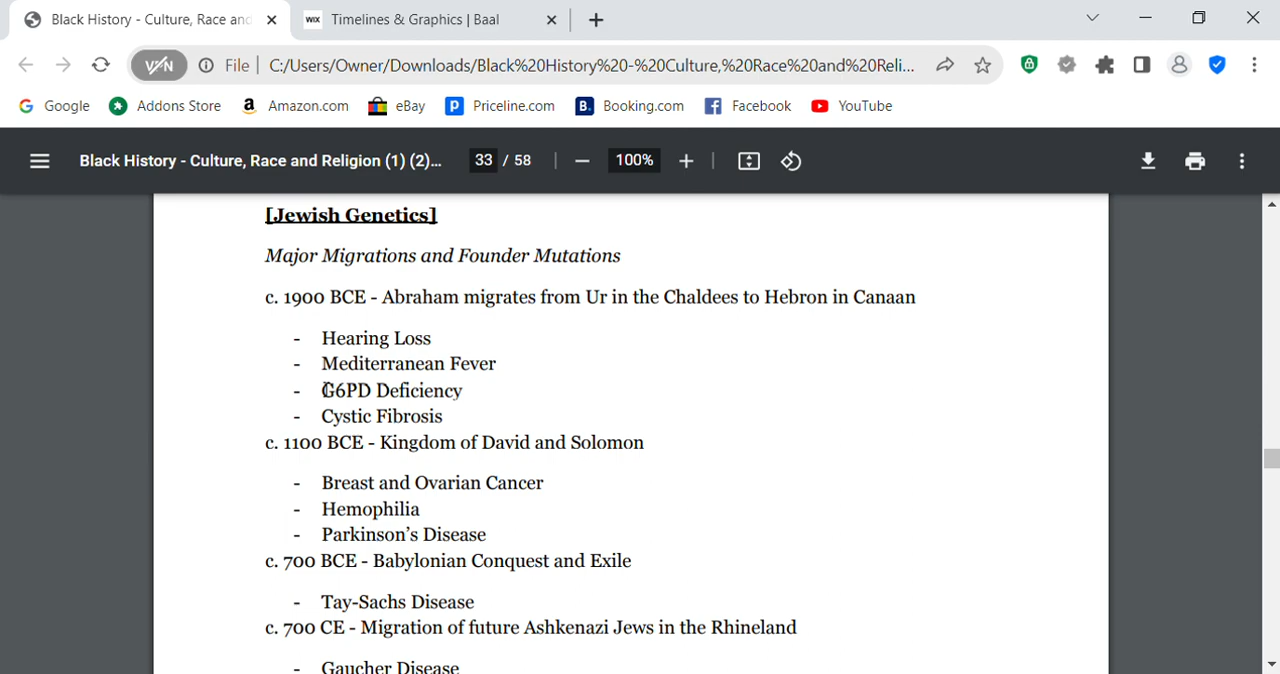 Black History - Culture, Race and
WIX Timelines & Graphics | Baal
VPN File C:/Users/Owner/Downloads/Black%20History%20-%20Culture,%20Race%20and%20Reli...
Google Addons Store Amazon.com eBay Priceline.com Booking.com Facebook YouTube
Black History - Culture, Race and Religion (1) (2)... 33 / 58 100%
[Jewish Genetics]
Major Migrations and Founder Mutations
c. 1900 BCE - Abraham migrates from Ur in the Chaldees to Hebron in Canaan
- Hearing Loss
- Mediterranean Fever
- G6PD Deficiency
- Cystic Fibrosis
c. 1100 BCE - Kingdom of David and Solomon
- Breast and Ovarian Cancer
- Hemophilia
- Parkinson’s Disease
c. 700 BCE - Babylonian Conquest and Exile
- Tay-Sachs Disease
c. 700 CE - Migration of future Ashkenazi Jews in the Rhineland
- Gaucher Disease